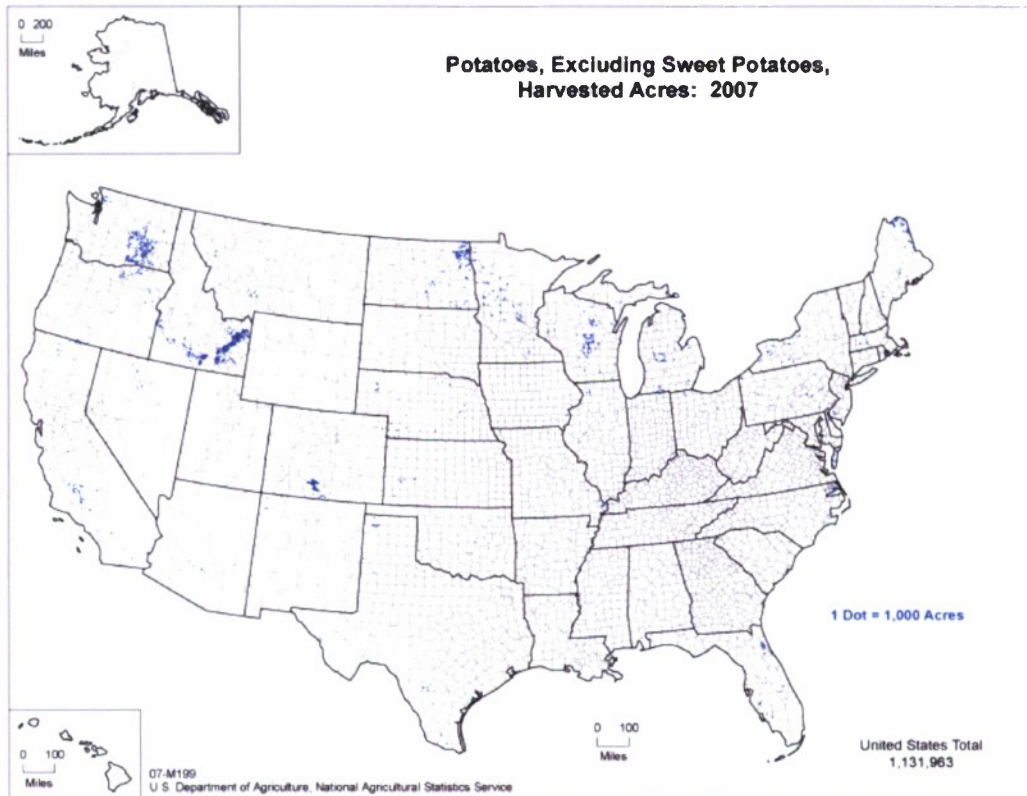 0 200
Miles
Potatoes, Excluding Sweet Potatoes,
Harvested Acres: 2007
1 Dot = 1,000 Acres
0 100
Miles
0 100
Miles
United States Total
1,131,963
07-M199
U S Department of Agriculture, National Agricultural Statistics Service